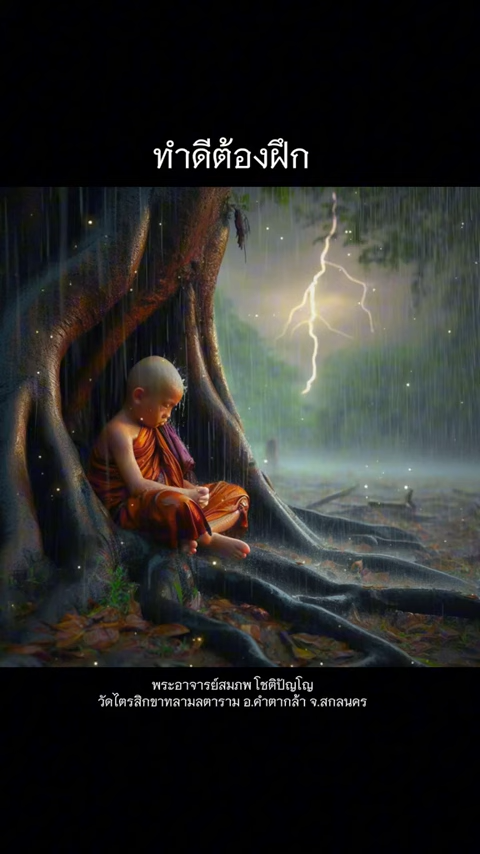 ทำดีต้องฝึก
พระอาจารย์สมภพ โชติปัญโญ
วัดไตรสิกขาทลามลตาราม อ.คำตากล้า จ.สกลนคร